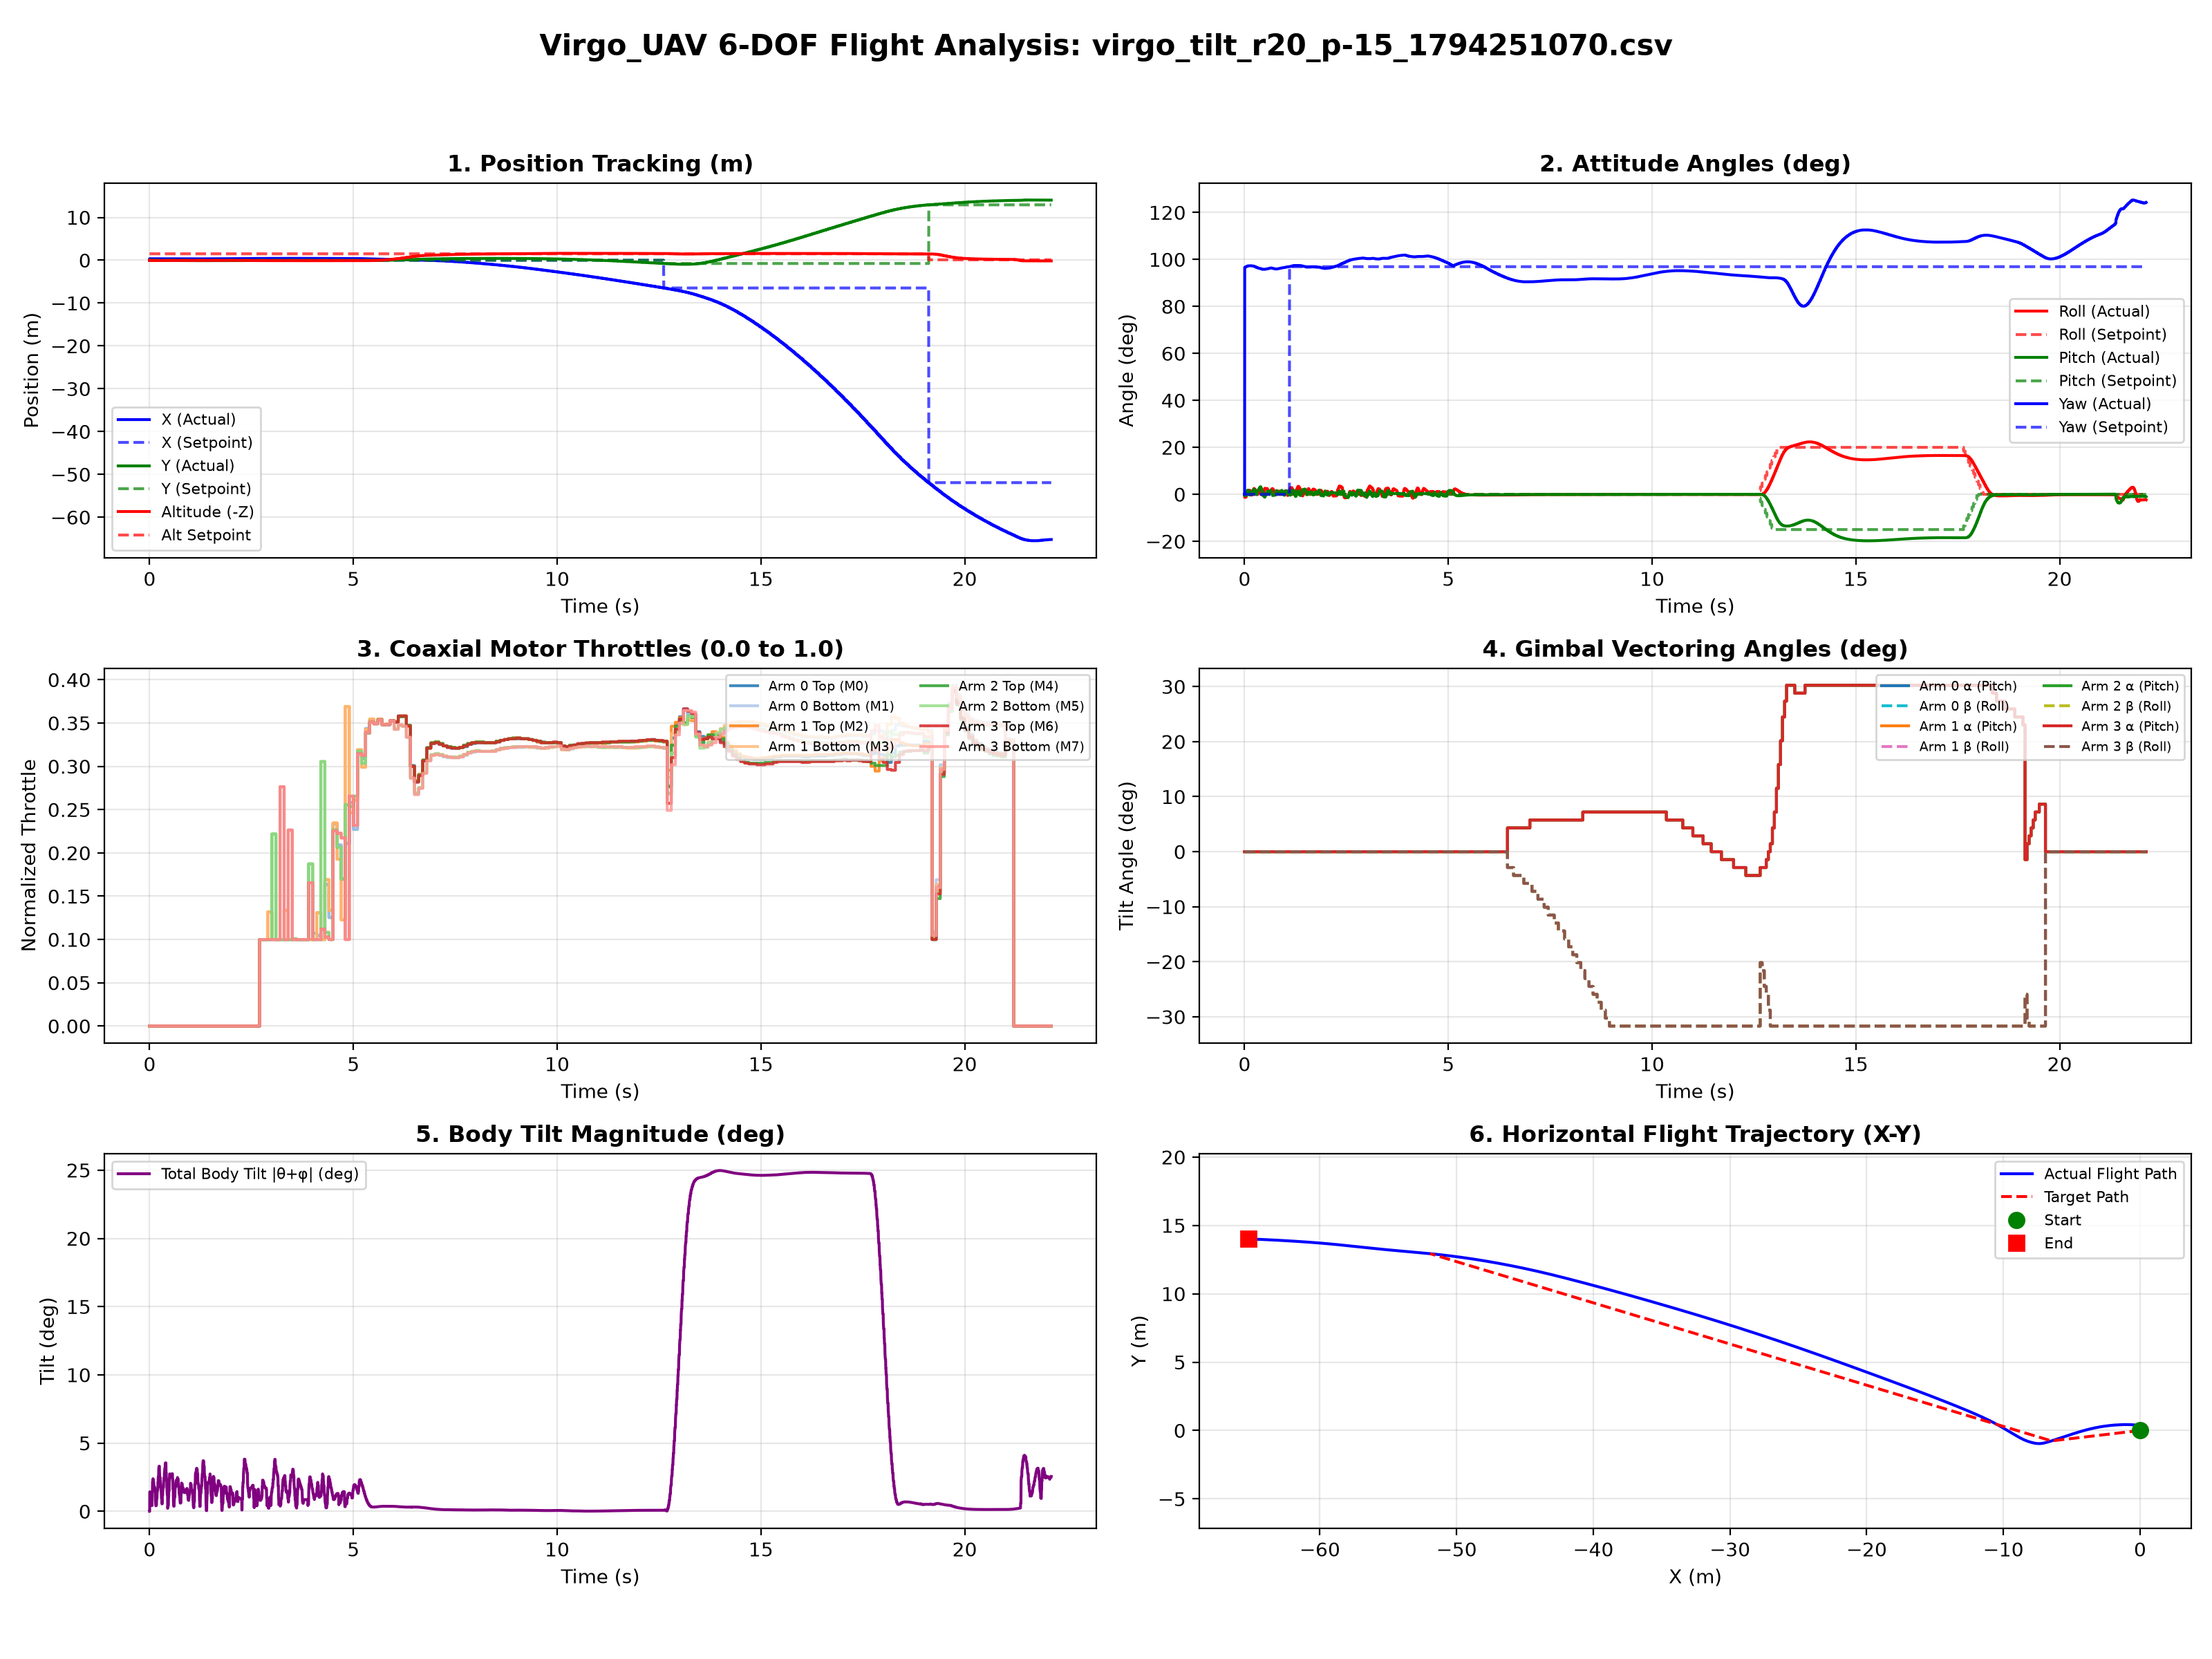 Virgo_UAV 6-DOF Flight Analysis: virgo_tilt_r20_p-15_1794251070.csv
1. Position Tracking (m)
Position (m)
10
0
−10
−20
−30
−40
−50
−60
X (Actual)
X (Setpoint)
Y (Actual)
Y (Setpoint)
Altitude (-Z)
Alt Setpoint
0 5 10 15 20
Time (s)
2. Attitude Angles (deg)
Angle (deg)
120
100
80
60
40
20
0
−20
Roll (Actual)
Roll (Setpoint)
Pitch (Actual)
Pitch (Setpoint)
Yaw (Actual)
Yaw (Setpoint)
0 5 10 15 20
Time (s)
3. Coaxial Motor Throttles (0.0 to 1.0)
Normalized Throttle
0.40
0.35
0.30
0.25
0.20
0.15
0.10
0.05
0.00
Arm 0 Top (M0) Arm 2 Top (M4)
Arm 0 Bottom (M1) Arm 2 Bottom (M5)
Arm 1 Top (M2) Arm 3 Top (M6)
Arm 1 Bottom (M3) Arm 3 Bottom (M7)
0 5 10 15 20
Time (s)
4. Gimbal Vectoring Angles (deg)
Tilt Angle (deg)
30
20
10
0
−10
−20
−30
Arm 0 α (Pitch) Arm 2 α (Pitch)
Arm 0 β (Roll) Arm 2 β (Roll)
Arm 1 α (Pitch) Arm 3 α (Pitch)
Arm 1 β (Roll) Arm 3 β (Roll)
0 5 10 15 20
Time (s)
5. Body Tilt Magnitude (deg)
Tilt (deg)
25
20
15
10
5
0
Total Body Tilt |θ+φ| (deg)
0 5 10 15 20
Time (s)
6. Horizontal Flight Trajectory (X-Y)
Y (m)
20
15
10
5
0
−5
Actual Flight Path
Target Path
Start
End
−60 −50 −40 −30 −20 −10 0
X (m)